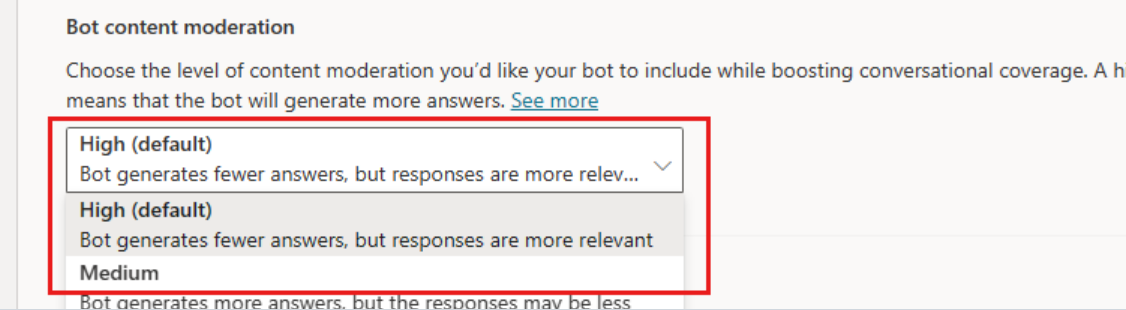 Bot content moderation
Choose the level of content moderation you'd like your bot to include while boosting conversational coverage. A
means that the bot will generate more answers. See more
High (default)
Bot generates fewer answers, but responses are more relev...
High (default)
Bot generates fewer answers, but responses are more relevant
Medium
Bot generates more answers, but the responses may be less